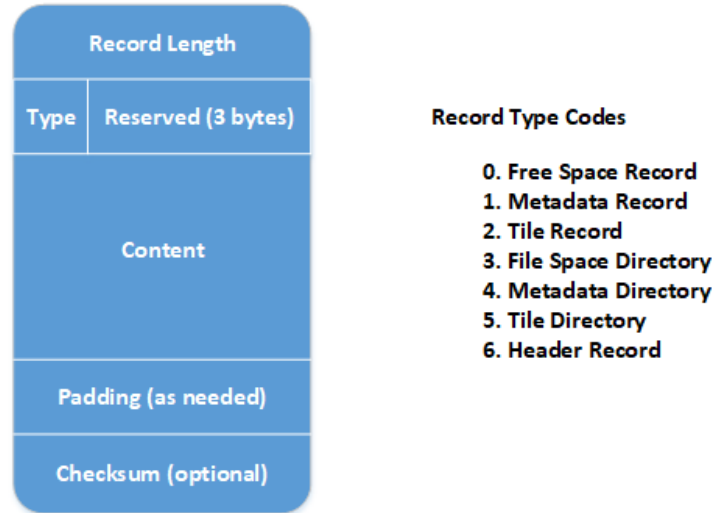 Record Length
Type
Reserved (3 bytes)
Content
Padding (as needed)
Checksum (optional)
Record Type Codes
0. Free Space Record
1. Metadata Record
2. Tile Record
3. File Space Directory
4. Metadata Directory
5. Tile Directory
6. Header Record